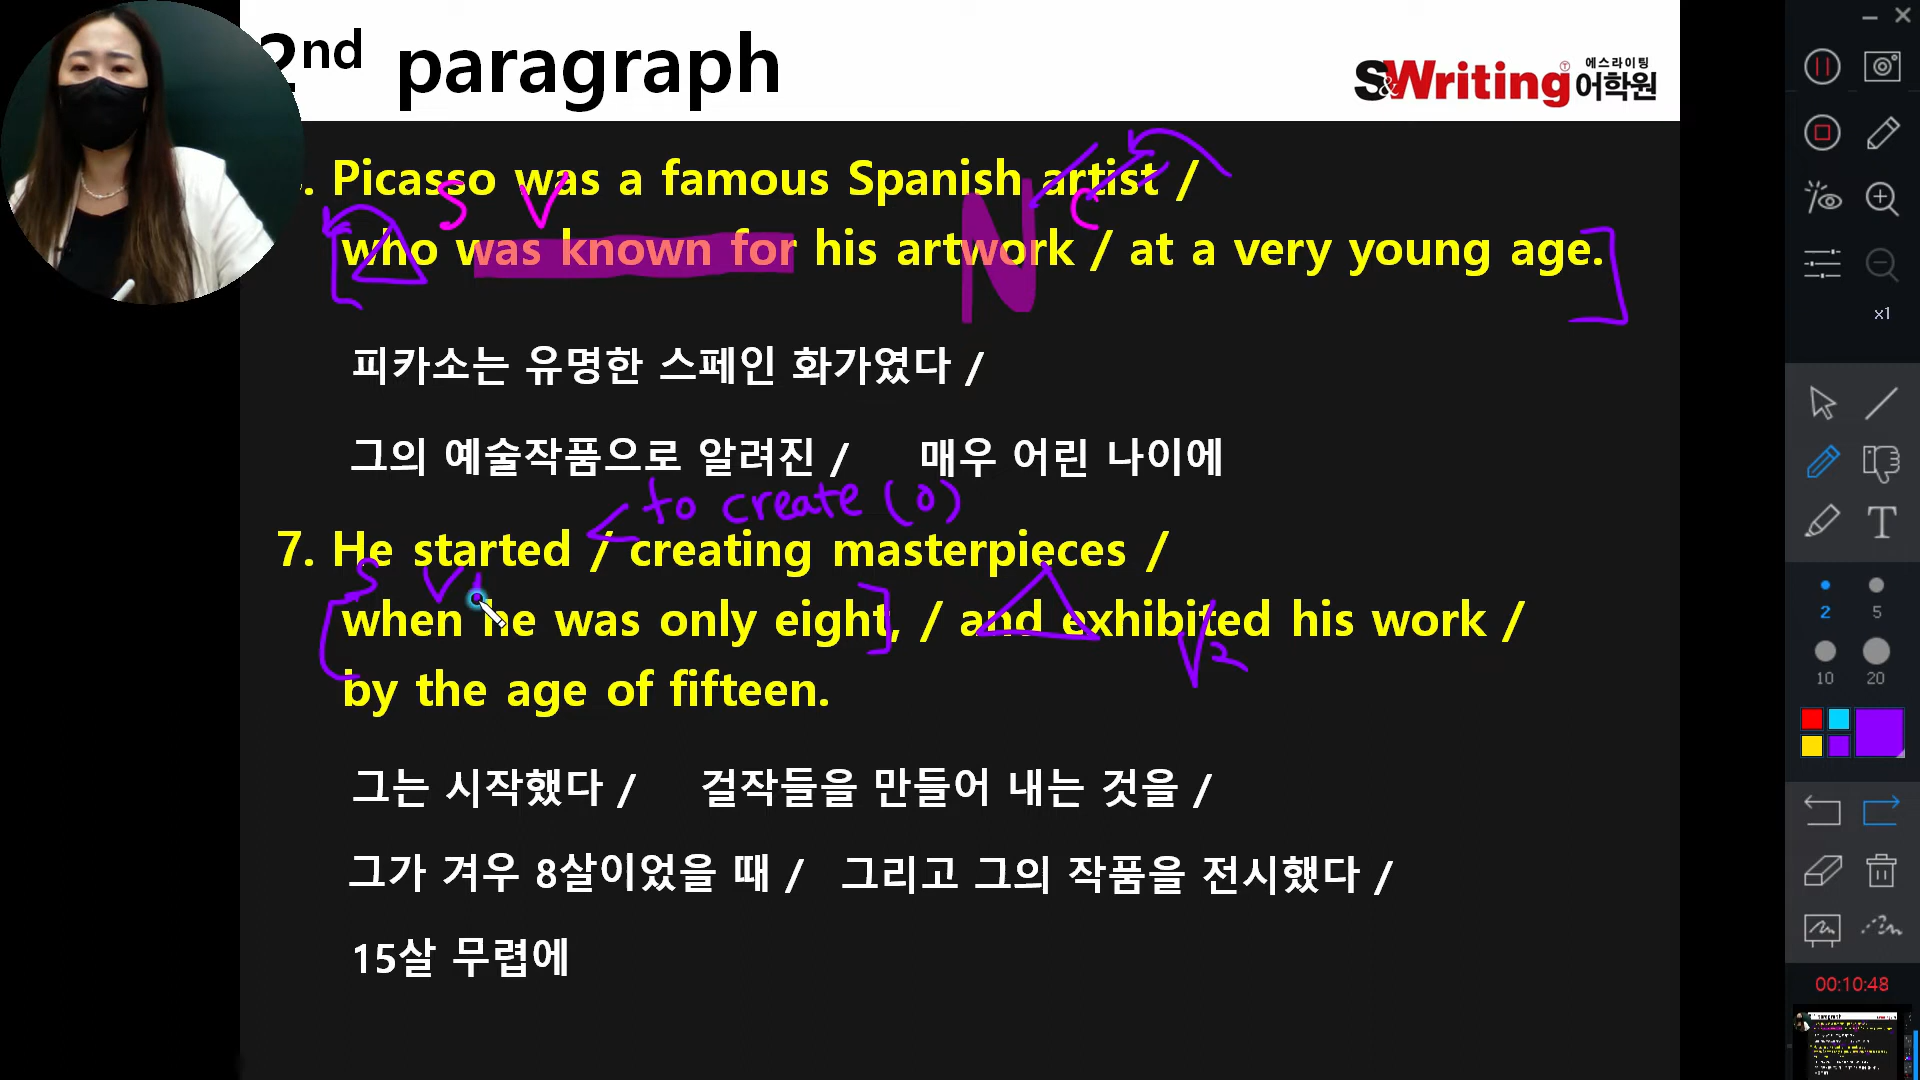 2nd paragraph
S&Writing 에스라이팅 어학원
. Picasso was a famous Spanish artist /
S V N C
who was known for his artwork / at a very young age.
피카소는 유명한 스페인 화가였다 /
그의 예술작품으로 알려진 / 매우 어린 나이에
to create (o)
7. He started / creating masterpieces /
S V1
when he was only eight, / and exhibited his work /
V2
by the age of fifteen.
그는 시작했다 / 걸작들을 만들어 내는 것을 /
그가 겨우 8살이었을 때 / 그리고 그의 작품을 전시했다 /
15살 무렵에
x1
T
2 5
10 20
00:10:48